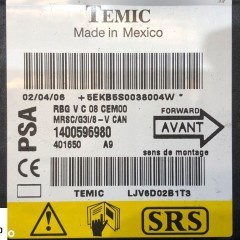 TEMIC
Made in Mexico
02/04/06 +5EKB5S0038004W*
RBG V C 08 CEM00
MRSC/G3I/8-V CAN
1400596980
401650 A9
PSA
FORWARD
AVANT
sens de montage
TEMIC LJV6D02B1T3
SRS